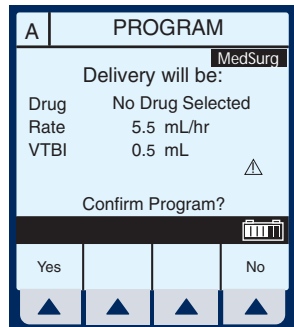 A PROGRAM
MedSurg
Delivery will be:
Drug No Drug Selected
Rate 5.5 mL/hr
VTBI 0.5 mL
Confirm Program?
Yes No